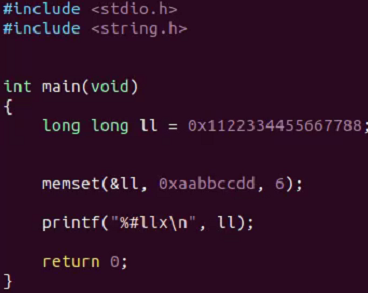 #include <stdio.h>
#include <string.h>
int main(void)
{
long long ll = 0x1122334455667788;
memset(&ll, 0xaabbccdd, 6);
printf("%#llx\n", ll);
return 0;
}